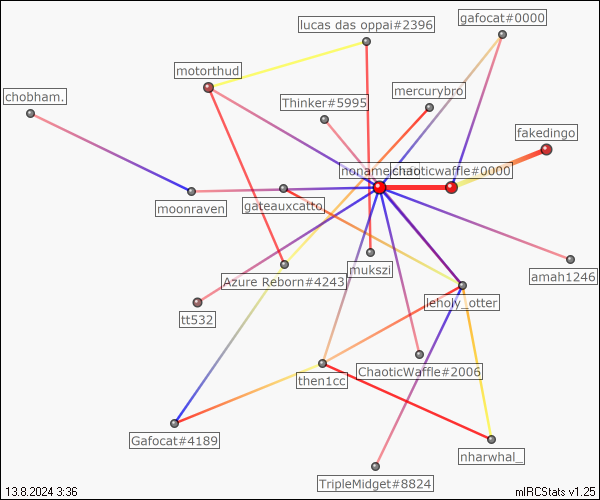 lucas das oppai#2396
gafocat#0000
motorthud
chobham.
mercurybro
Thinker#5995
fakedingo
chaoticwaffle#0000
moonraven
gateauxcatto
mukszi
Azure Reborn#4243
amah1246
leholy_otter
tt532
ChaoticWaffle#2006
then1cc
Gafocat#4189
nharwhal_
TripleMidget#8824
13.8.2024 3:36
mIRCStats v1.25